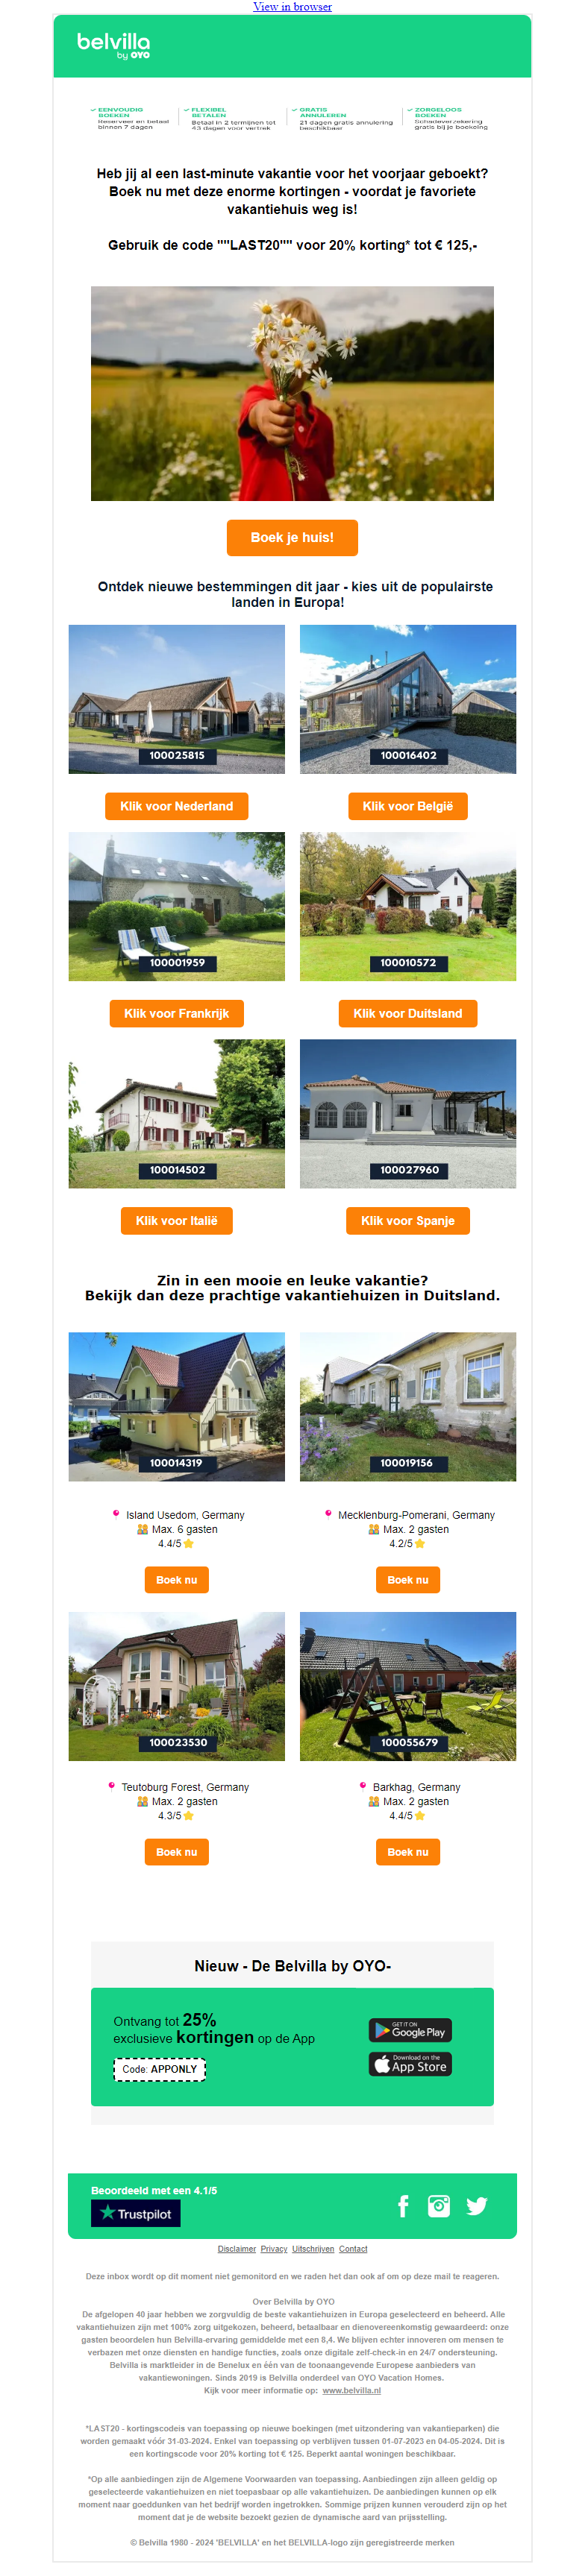 View in browser
belvilla
by OYO
EENVOUDIG
BOEKEN
Reserveer en betaal
binnen 7 dagen
FLEXIBEL
BETALEN
Betaal in 2 termijnen tot
43 dagen voor vertrek
GRATIS
ANNULEREN
21 dagen gratis annulering
beschikbaar
ZORGELOOS
BOEKEN
Schadeverzekering
gratis bij je boeking
Heb jij al een last-minute vakantie voor het voorjaar geboekt?
Boek nu met deze enorme kortingen - voordat je favoriete
vakantiehuis weg is!
Gebruik de code ""LAST20"" voor 20% korting* tot € 125,-
Boek je huis!
Ontdek nieuwe bestemmingen dit jaar - kies uit de populairste
landen in Europa!
100025815
100016402
Klik voor Nederland
Klik voor België
100001959
100010572
Klik voor Frankrijk
Klik voor Duitsland
100014502
100027960
Klik voor Italië
Klik voor Spanje
Zin in een mooie en leuke vakantie?
Bekijk dan deze prachtige vakantiehuizen in Duitsland.
100014319
100019156
Island Usedom, Germany
Max. 6 gasten
4.4/5
Mecklenburg-Pomerani, Germany
Max. 2 gasten
4.2/5
Boek nu
Boek nu
100023530
100055679
Teutoburg Forest, Germany
Max. 2 gasten
4.3/5
Barkhag, Germany
Max. 2 gasten
4.4/5
Boek nu
Boek nu
Nieuw - De Belvilla by OYO-
Ontvang tot 25%
exclusieve kortingen op de App
Code: APPONLY
GET IT ON
Google Play
Download on the
App Store
Beoordeeld met een 4.1/5
Trustpilot
Disclaimer Privacy Uitschrijven Contact
Deze inbox wordt op dit moment niet gemonitord en we raden het dan ook af om op deze mail te reageren.
Over Belvilla by OYO
De afgelopen 40 jaar hebben we zorgvuldig de beste vakantiehuizen in Europa geselecteerd en beheerd. Alle
vakantiehuizen zijn met 100% zorg uitgekozen, beheerd, betaalbaar en dienovereenkomstig gewaardeerd: onze
gasten beoordelen hun Belvilla-ervaring gemiddelde met een 8,4. We blijven echter innoveren om mensen te
verbazen met onze diensten en handige functies, zoals onze digitale zelf-check-in en 24/7 ondersteuning.
Belvilla is marktleider in de Benelux en één van de toonaangevende Europese aanbieders van
vakantiewoningen. Sinds 2019 is Belvilla onderdeel van OYO Vacation Homes.
Kijk voor meer informatie op: www.belvilla.nl
*LAST20 - kortingscodeis van toepassing op nieuwe boekingen (met uitzondering van vakantieparken) die
worden gemaakt vóór 31-03-2024. Enkel van toepassing op verblijven tussen 01-07-2023 en 04-05-2024. Dit is
een kortingscode voor 20% korting tot € 125. Beperkt aantal woningen beschikbaar.
*Op alle aanbiedingen zijn de Algemene Voorwaarden van toepassing. Aanbiedingen zijn alleen geldig op
geselecteerde vakantiehuizen en niet toepasbaar op alle vakantiehuizen. De aanbiedingen kunnen op elk
moment naar goeddunken van het bedrijf worden ingetrokken. Sommige prijzen kunnen verouderd zijn op het
moment dat je de website bezoekt gezien de dynamische aard van prijsstelling.
© Belvilla 1980 - 2024 'BELVILLA' en het BELVILLA-logo zijn geregistreerde merken